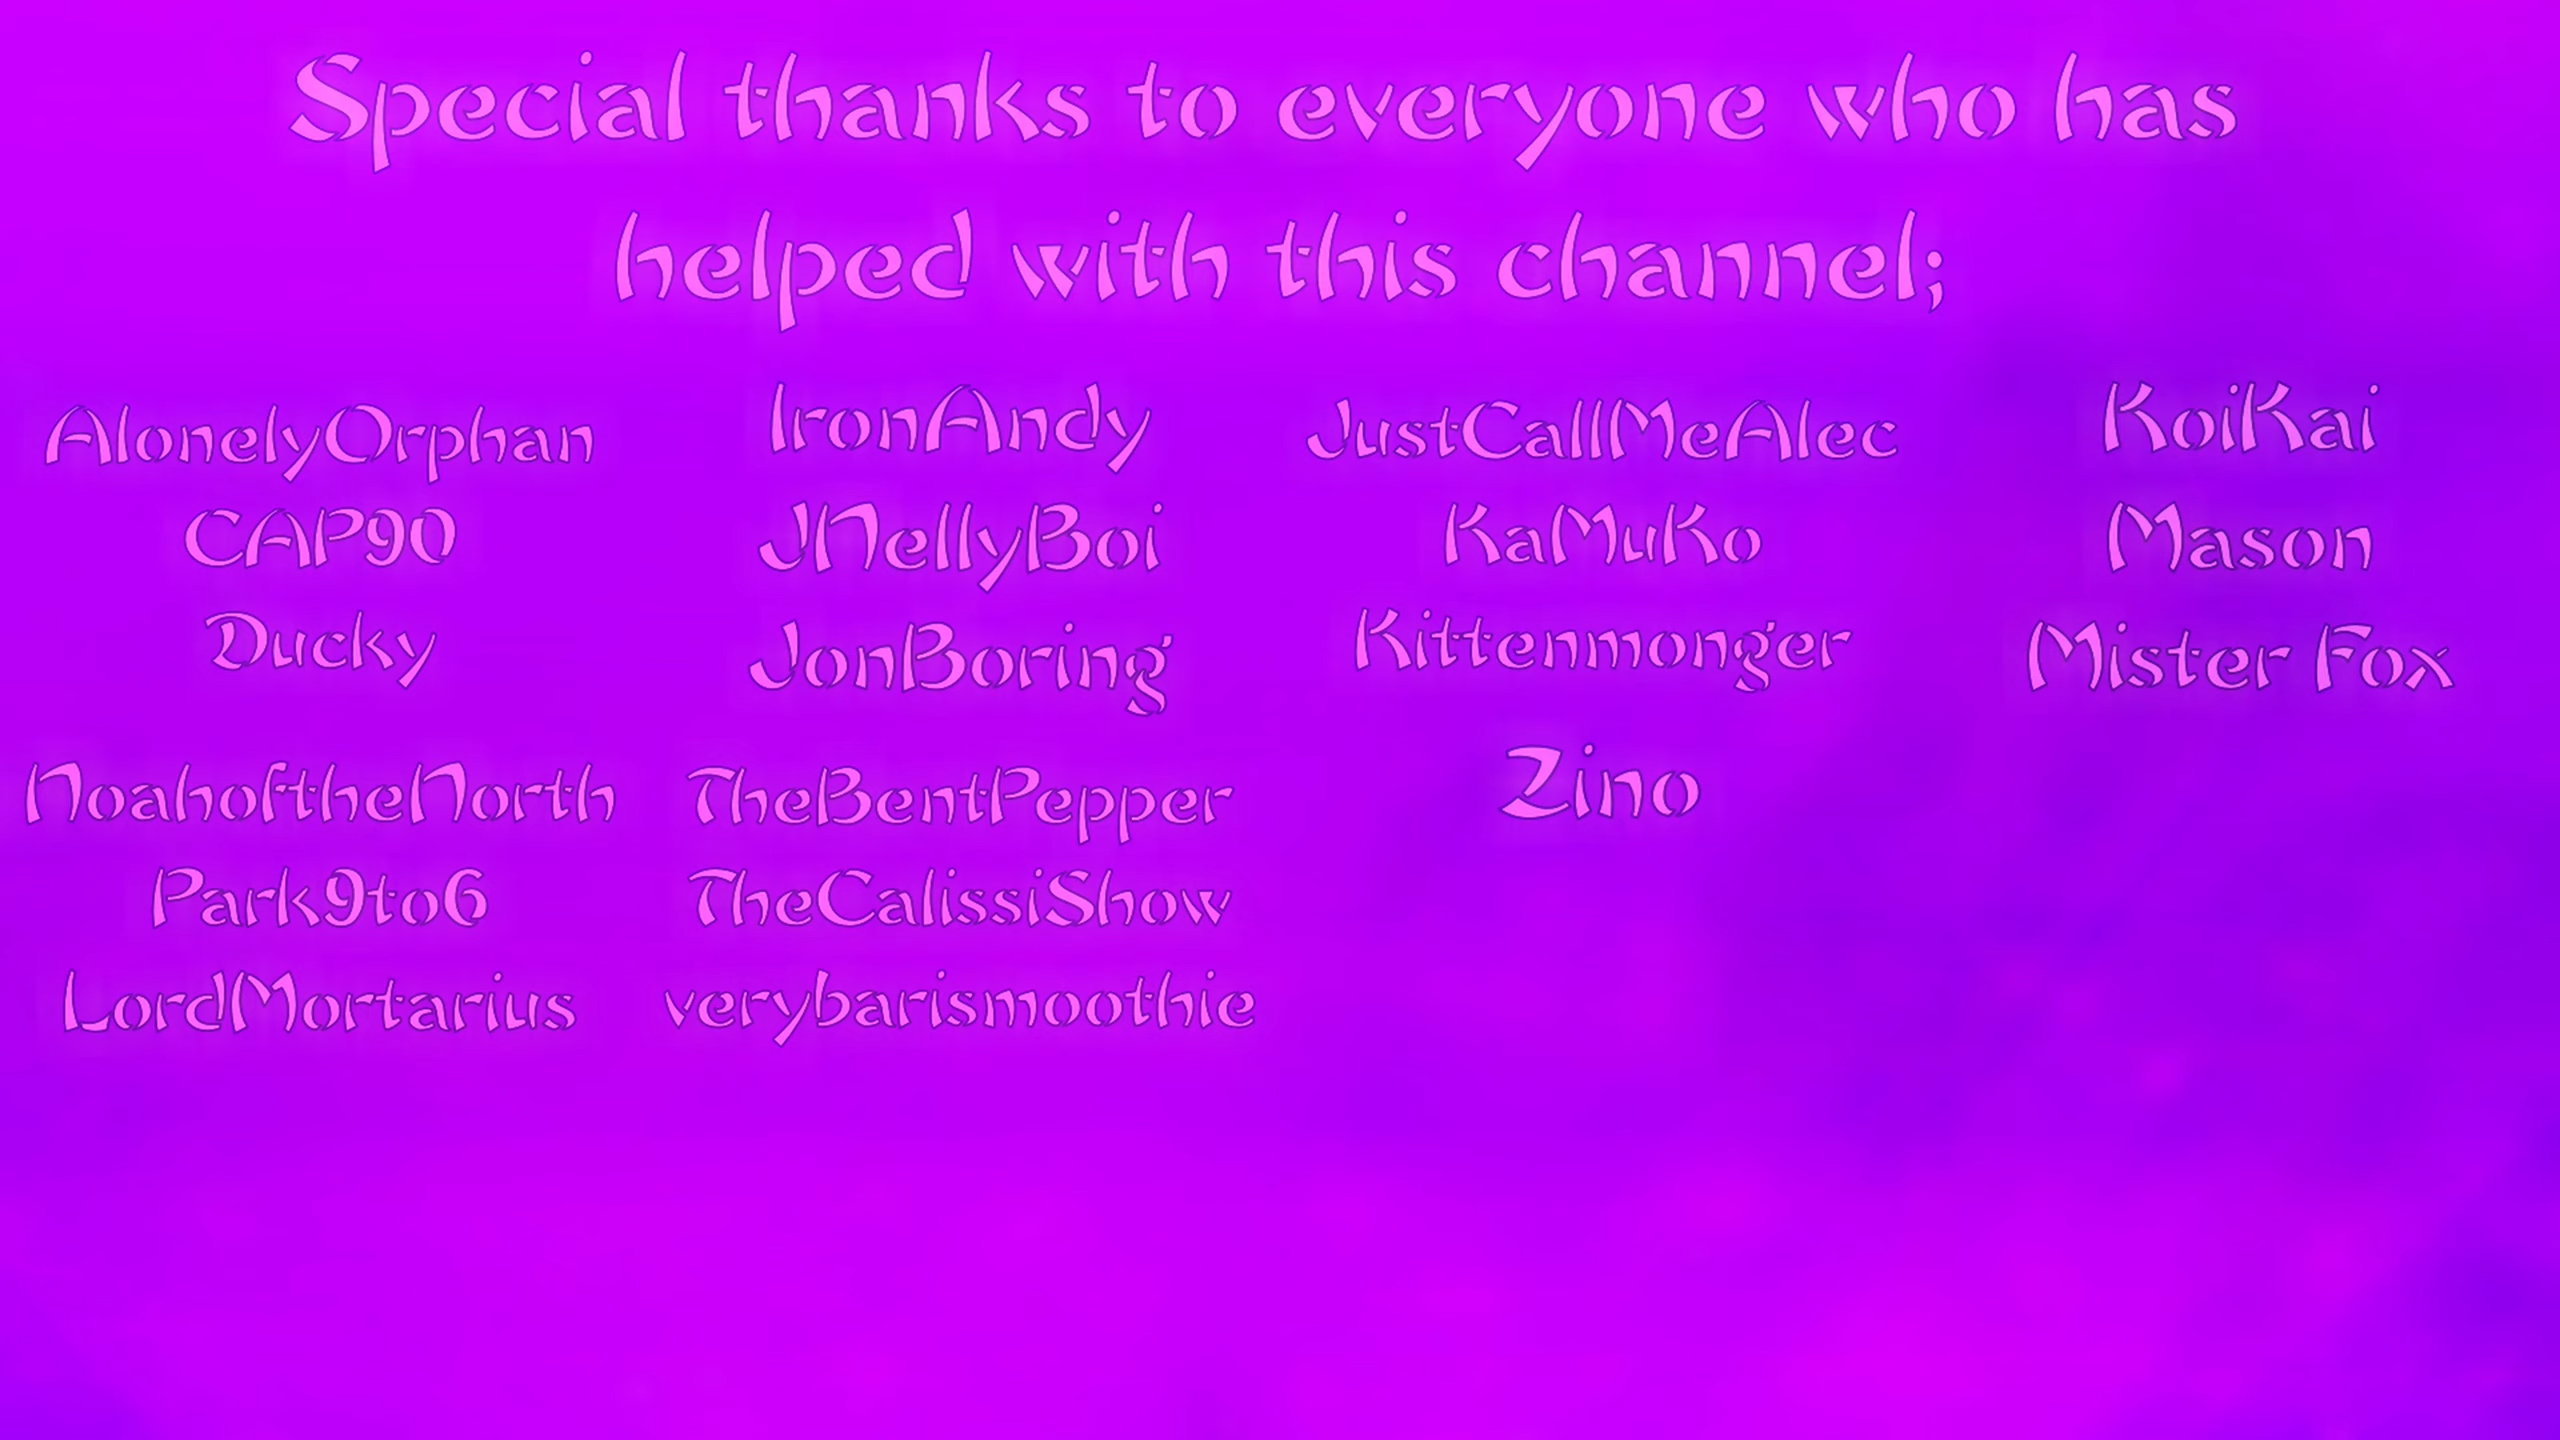 Special thanks to everyone who has
helped with this channel;
AlonelyOrphan
CAP90
Ducky
IronAndy
JNellyBoi
JonBoring
JustCallMeAlec
KaMuKo
Kittenmonger
KoiKai
Mason
Mister Fox
NoahoftheNorth
Park9to6
LordMortarius
TheBentPepper
TheCalissiShow
verybarismoothie
Zino